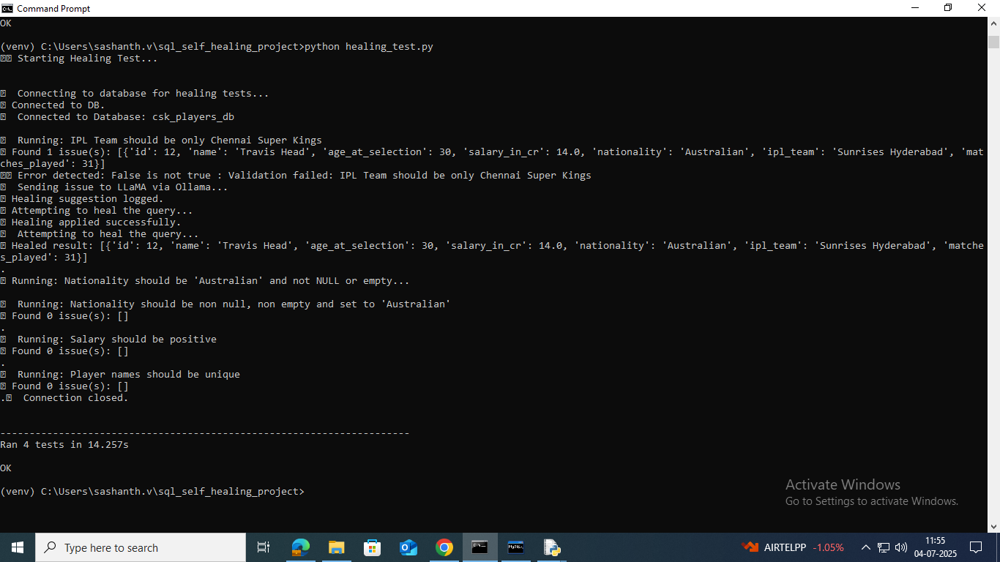 Command Prompt
OK
(venv) C:\Users\sashanth.v\sql_self_healing_project>python healing_test.py
Starting Healing Test...
Connecting to database for healing tests...
Connected to DB.
Connected to Database: csk_players_db
Running: IPL Team should be only Chennai Super Kings
Found 1 issue(s): [{'id': 12, 'name': 'Travis Head', 'age_at_selection': 30, 'salary_in_cr': 14.0, 'nationality': 'Australian', 'ipl_team': 'Sunrises Hyderabad', 'mat
ches_played': 31}]
Error detected: False is not true : Validation failed: IPL Team should be only Chennai Super Kings
Sending issue to LLaMA via Ollama...
Healing suggestion logged.
Attempting to heal the query...
Healing applied successfully.
Attempting to heal the query...
Healed result: [{'id': 12, 'name': 'Travis Head', 'age_at_selection': 30, 'salary_in_cr': 14.0, 'nationality': 'Australian', 'ipl_team': 'Sunrises Hyderabad', 'matche
s_played': 31}]
.
Running: Nationality should be 'Australian' and not NULL or empty...
Running: Nationality should be non null, non empty and set to 'Australian'
Found 0 issue(s): []
.
Running: Salary should be positive
Found 0 issue(s): []
.
Running: Player names should be unique
Found 0 issue(s): []
. Connection closed.
----------------------------------------------------------------------
Ran 4 tests in 14.257s
OK
(venv) C:\Users\sashanth.v\sql_self_healing_project>
Activate Windows
Go to Settings to activate Windows.
Type here to search
AIRTELPP -1.05%
11:55
04-07-2025